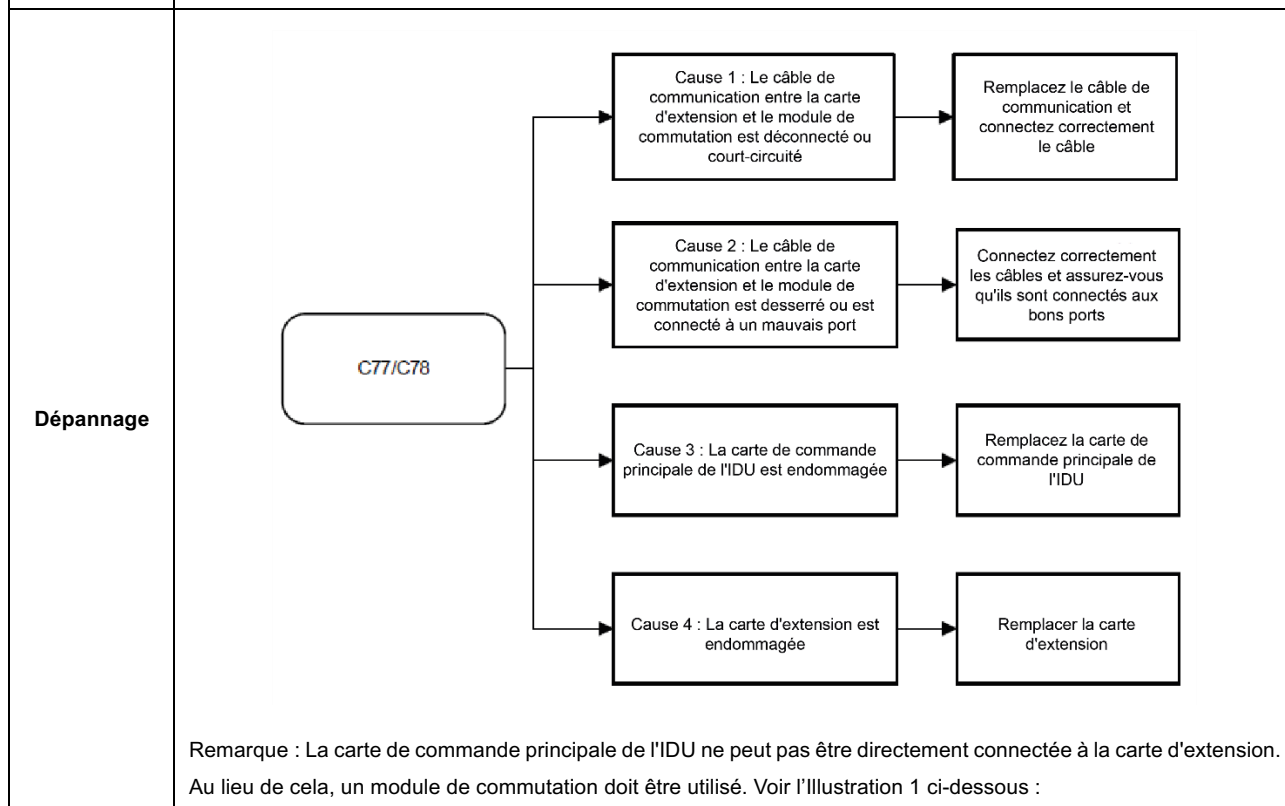 Dépannage
C77/C78
Cause 1 : Le câble de
communication entre la carte
d'extension et le module de
commutation est déconnecté ou
court-circuité
Remplacez le câble de
communication et
connectez correctement
le câble
Cause 2 : Le câble de
communication entre la carte
d'extension et le module de
commutation est desserré ou est
connecté à un mauvais port
Connectez correctement
les câbles et assurez-vous
qu'ils sont connectés aux
bons ports
Cause 3 : La carte de commande
principale de l'IDU est endommagée
Remplacez la carte de
commande principale de
l'IDU
Cause 4 : La carte d'extension est
endommagée
Remplacer la carte
d'extension
Remarque : La carte de commande principale de l'IDU ne peut pas être directement connectée à la carte d'extension.
Au lieu de cela, un module de commutation doit être utilisé. Voir l’Illustration 1 ci-dessous :